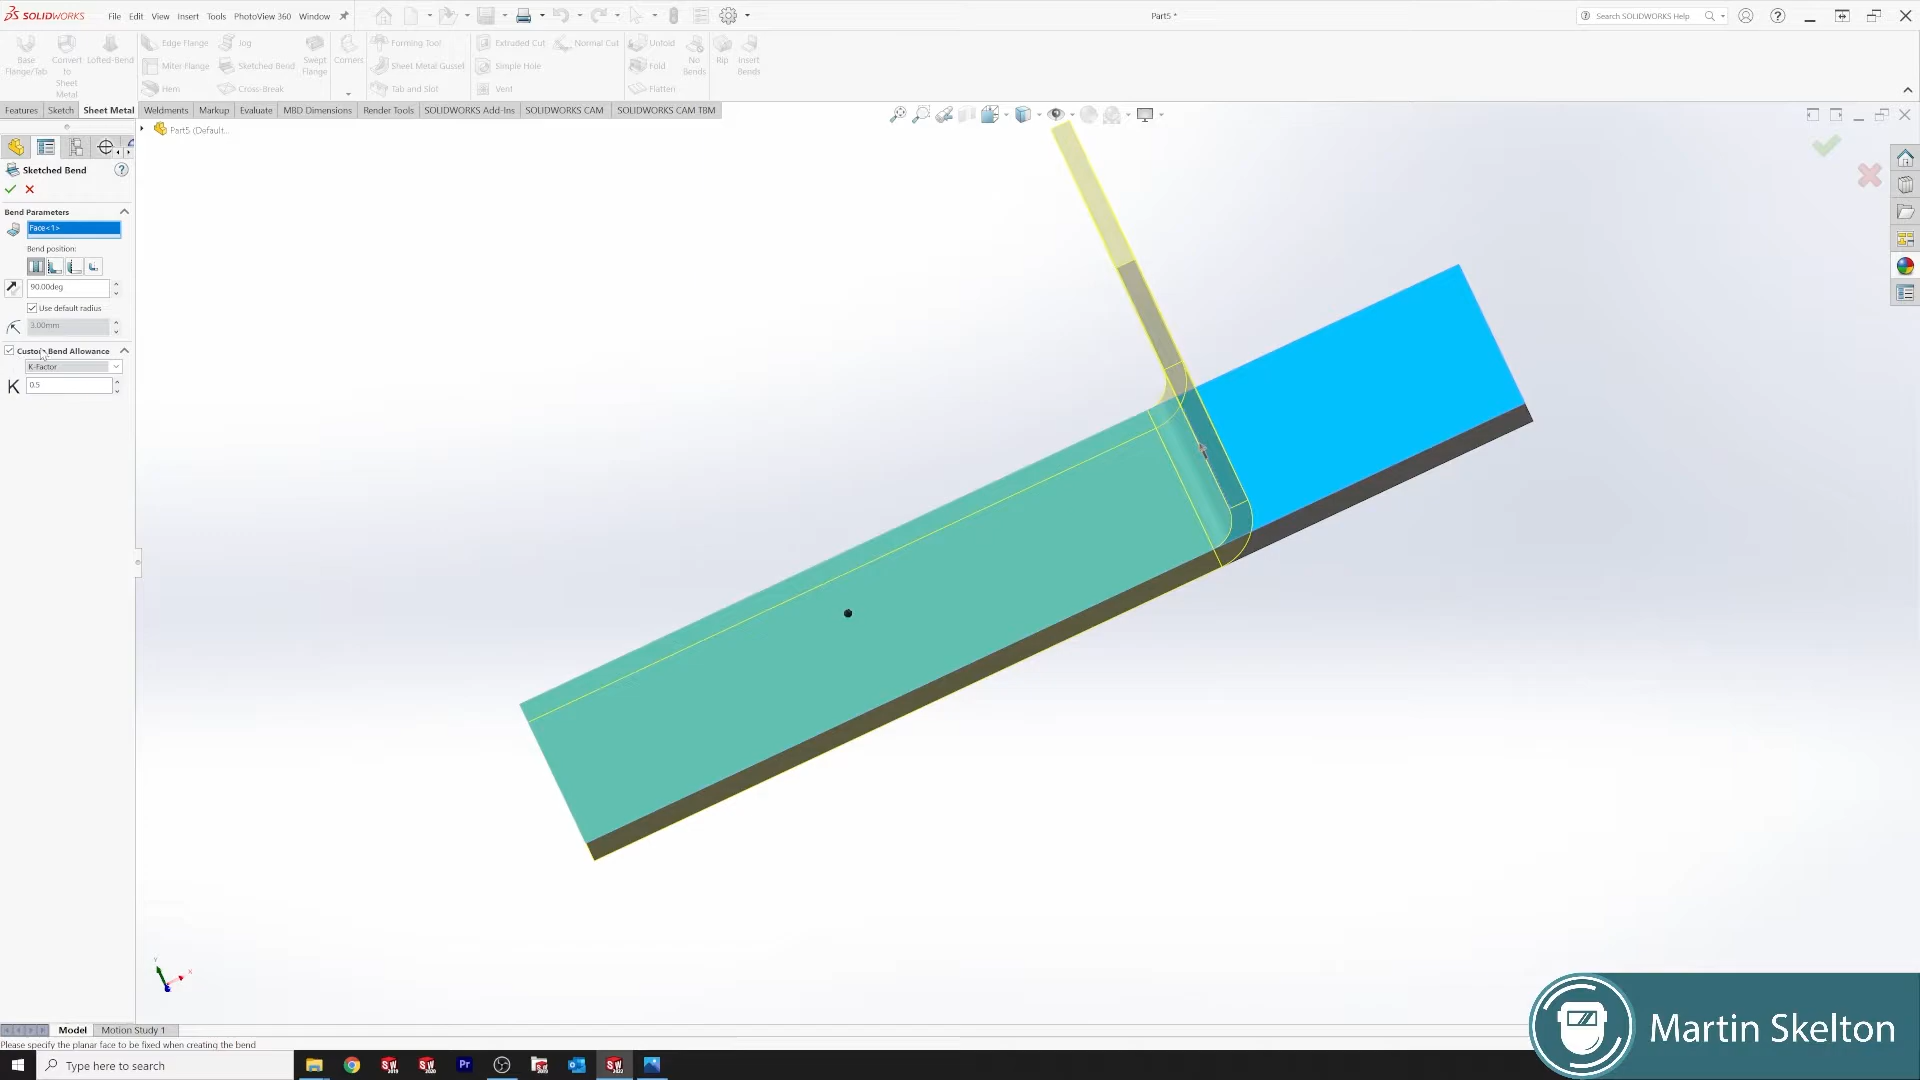 SOLIDWORKS File Edit View Insert Tools PhotoView 360 Window Part5 * Search SOLIDWORKS Help
Base Flange/Tab
Convert to Sheet Metal
Lofted-Bend
Edge Flange
Miter Flange
Hem
Jog
Sketched Bend
Cross-Break
Swept Flange
Corners
Forming Tool
Sheet Metal Gusset
Tab and Slot
Extruded Cut
Simple Hole
Vent
Normal Cut
Unfold
Fold
Flatten
No Bends
Rip
Insert Bends
Features Sketch Sheet Metal Weldments Markup Evaluate MBD Dimensions Render Tools SOLIDWORKS Add-Ins SOLIDWORKS CAM SOLIDWORKS CAM TBM
Part5 (Default...
Sketched Bend
Bend Parameters
Face<1>
Bend position:
90.00deg
Use default radius
3.00mm
Custom Bend Allowance
K-Factor
K 0.5
Y
X
Model Motion Study 1
Please specify the planar face to be fixed when creating the bend
Martin Skelton
Type here to search